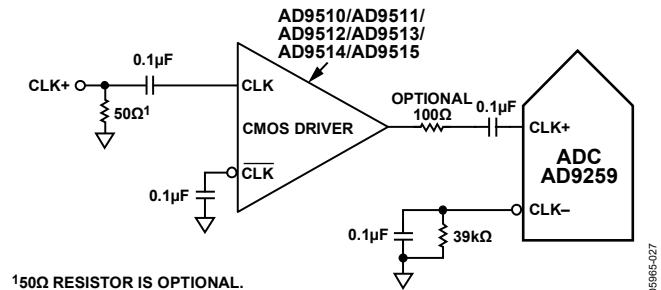 AD9510/AD9511/
AD9512/AD9513/
AD9514/AD9515
0.1µF
CLK+
50Ω¹
CLK
CMOS DRIVER
CLK
0.1µF
OPTIONAL
100Ω
0.1µF
CLK+
ADC
AD9259
CLK–
0.1µF
39kΩ
¹50Ω RESISTOR IS OPTIONAL.
05965-027